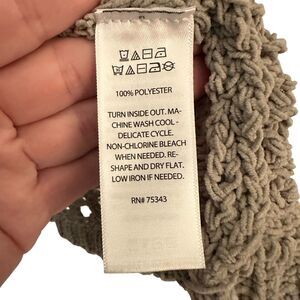 100% POLYESTER
TURN INSIDE OUT. MA-
CHINE WASH COOL -
DELICATE CYCLE.
NON-CHLORINE BLEACH
WHEN NEEDED. RE-
SHAPE AND DRY FLAT.
LOW IRON IF NEEDED.
RN# 75343